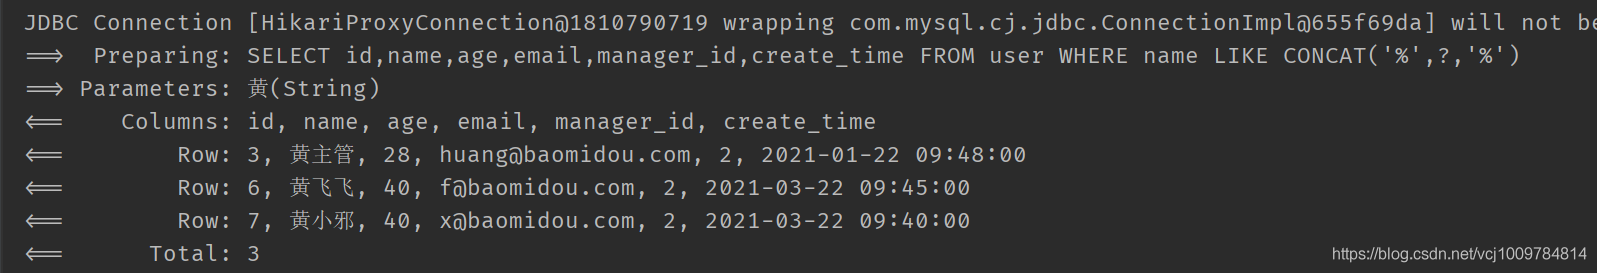 JDBC Connection [HikariProxyConnection@1810790719 wrapping com.mysql.cj.jdbc.ConnectionImpl@655f69da] will not be
==>  Preparing: SELECT id,name,age,email,manager_id,create_time FROM user WHERE name LIKE CONCAT('%',?,'%')
==> Parameters: 黄(String)
<==    Columns: id, name, age, email, manager_id, create_time
<==        Row: 3, 黄主管, 28, huang@baomidou.com, 2, 2021-01-22 09:48:00
<==        Row: 6, 黄飞飞, 40, f@baomidou.com, 2, 2021-03-22 09:45:00
<==        Row: 7, 黄小邪, 40, x@baomidou.com, 2, 2021-03-22 09:40:00
<==      Total: 3
https://blog.csdn.net/vcj1009784814